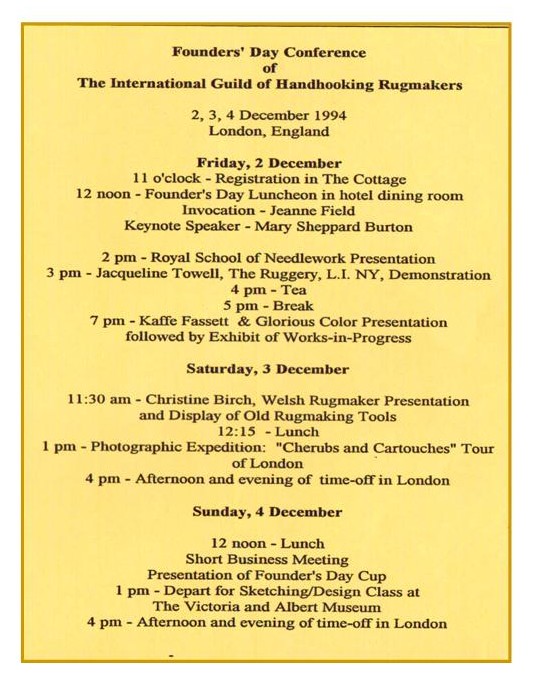 Founders' Day Conference
of
The International Guild of Handhooking Rugmakers
2, 3, 4 December 1994
London, England
Friday, 2 December
11 o'clock - Registration in The Cottage
12 noon - Founder's Day Luncheon in hotel dining room
Invocation - Jeanne Field
Keynote Speaker - Mary Sheppard Burton
2 pm - Royal School of Needlework Presentation
3 pm - Jacqueline Towell, The Ruggery, L.I. NY, Demonstration
4 pm - Tea
5 pm - Break
7 pm - Kaffe Fassett & Glorious Color Presentation
followed by Exhibit of Works-in-Progress
Saturday, 3 December
11:30 am - Christine Birch, Welsh Rugmaker Presentation
and Display of Old Rugmaking Tools
12:15 - Lunch
1 pm - Photographic Expedition: "Cherubs and Cartouches" Tour
of London
4 pm - Afternoon and evening of time-off in London
Sunday, 4 December
12 noon - Lunch
Short Business Meeting
Presentation of Founder's Day Cup
1 pm - Depart for Sketching/Design Class at
The Victoria and Albert Museum
4 pm - Afternoon and evening of time-off in London